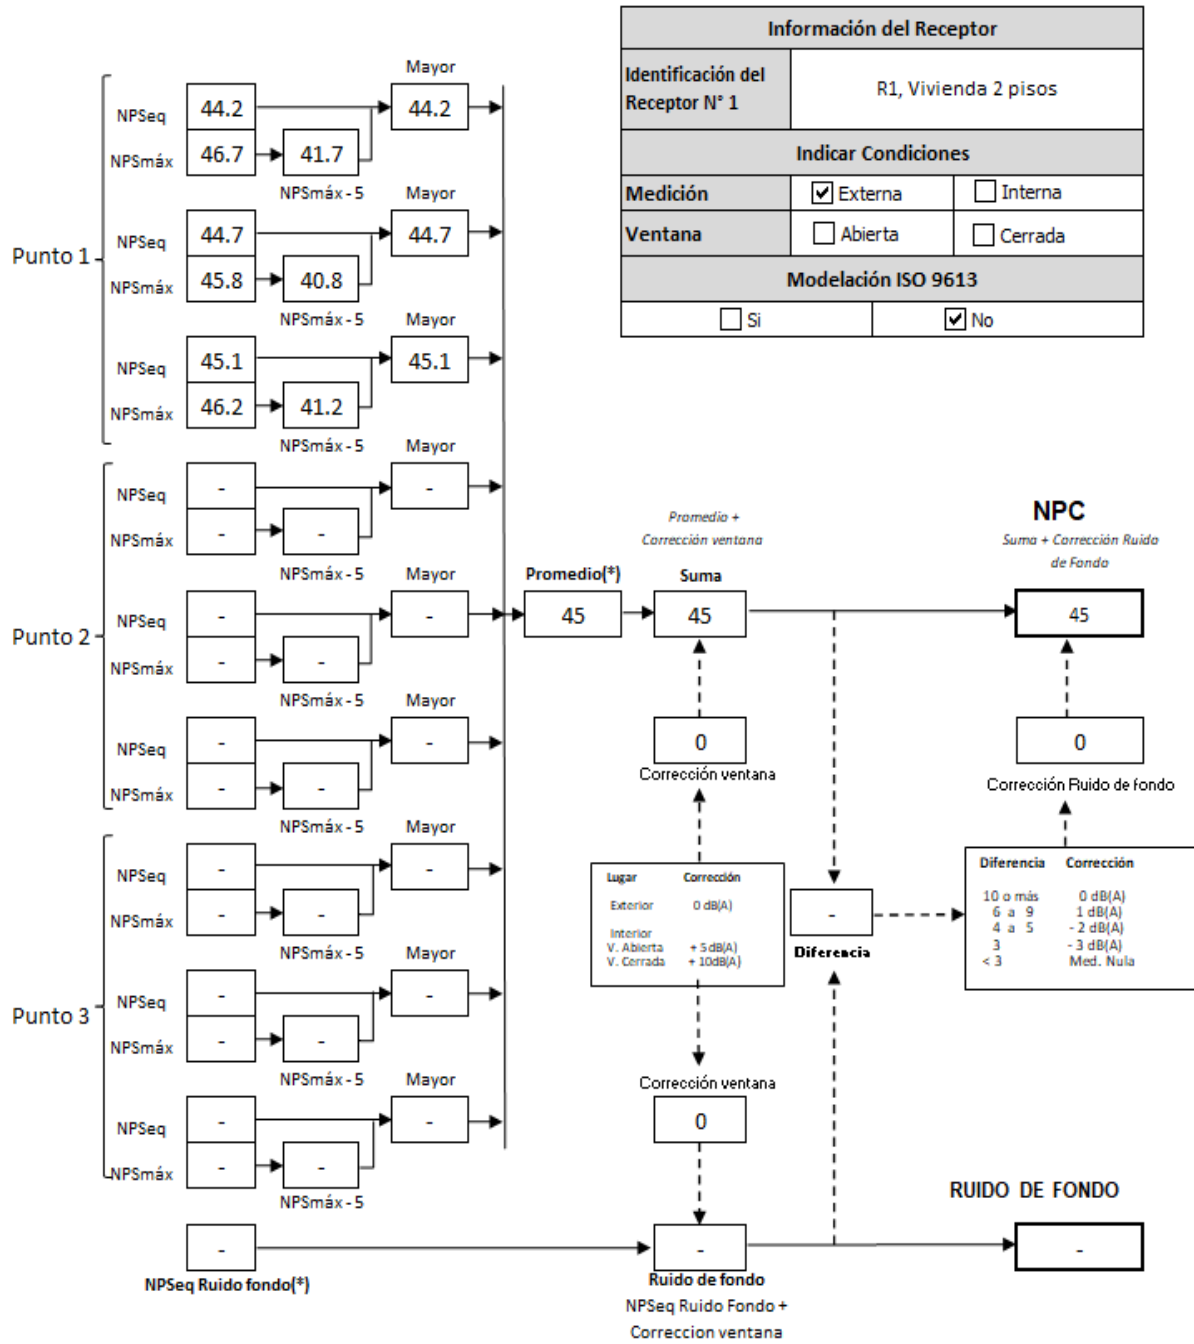 Información del Receptor
Identificación del Receptor N° 1
R1, Vivienda 2 pisos
Indicar Condiciones
Medición
Externa
Interna
Ventana
Abierta
Cerrada
Modelación ISO 9613
Si
No
Punto 1
Mayor
NPSeq
44.2
44.2
NPSmáx
46.7
41.7
NPSmáx - 5
Mayor
NPSeq
44.7
44.7
NPSmáx
45.8
40.8
NPSmáx - 5
Mayor
NPSeq
45.1
45.1
NPSmáx
46.2
41.2
NPSmáx - 5
Punto 2
Mayor
NPSeq
-
-
NPSmáx
-
-
NPSmáx - 5
Mayor
NPSeq
-
-
NPSmáx
-
-
NPSmáx - 5
Mayor
NPSeq
-
-
NPSmáx
-
-
NPSmáx - 5
Punto 3
Mayor
NPSeq
-
-
NPSmáx
-
-
NPSmáx - 5
Mayor
NPSeq
-
-
NPSmáx
-
-
NPSmáx - 5
Mayor
NPSeq
-
-
NPSmáx
-
-
NPSmáx - 5
Promedio(*)
45
Promedio +
Corrección ventana
Suma
45
0
Corrección ventana
Lugar Corrección
Exterior 0 dB(A)
Interior
V. Abierta + 5 dB(A)
V. Cerrada + 10dB(A)
Corrección ventana
0
NPC
Suma + Corrección Ruido
de Fondo
45
0
Corrección Ruido de fondo
Diferencia Corrección
10 o más 0 dB(A)
6 a 9 1 dB(A)
4 a 5 - 2 dB(A)
3 - 3 dB(A)
< 3 Med. Nula
-
Diferencia
-
NPSeq Ruido fondo(*)
-
Ruido de fondo
NPSeq Ruido Fondo +
Correccion ventana
RUIDO DE FONDO
-